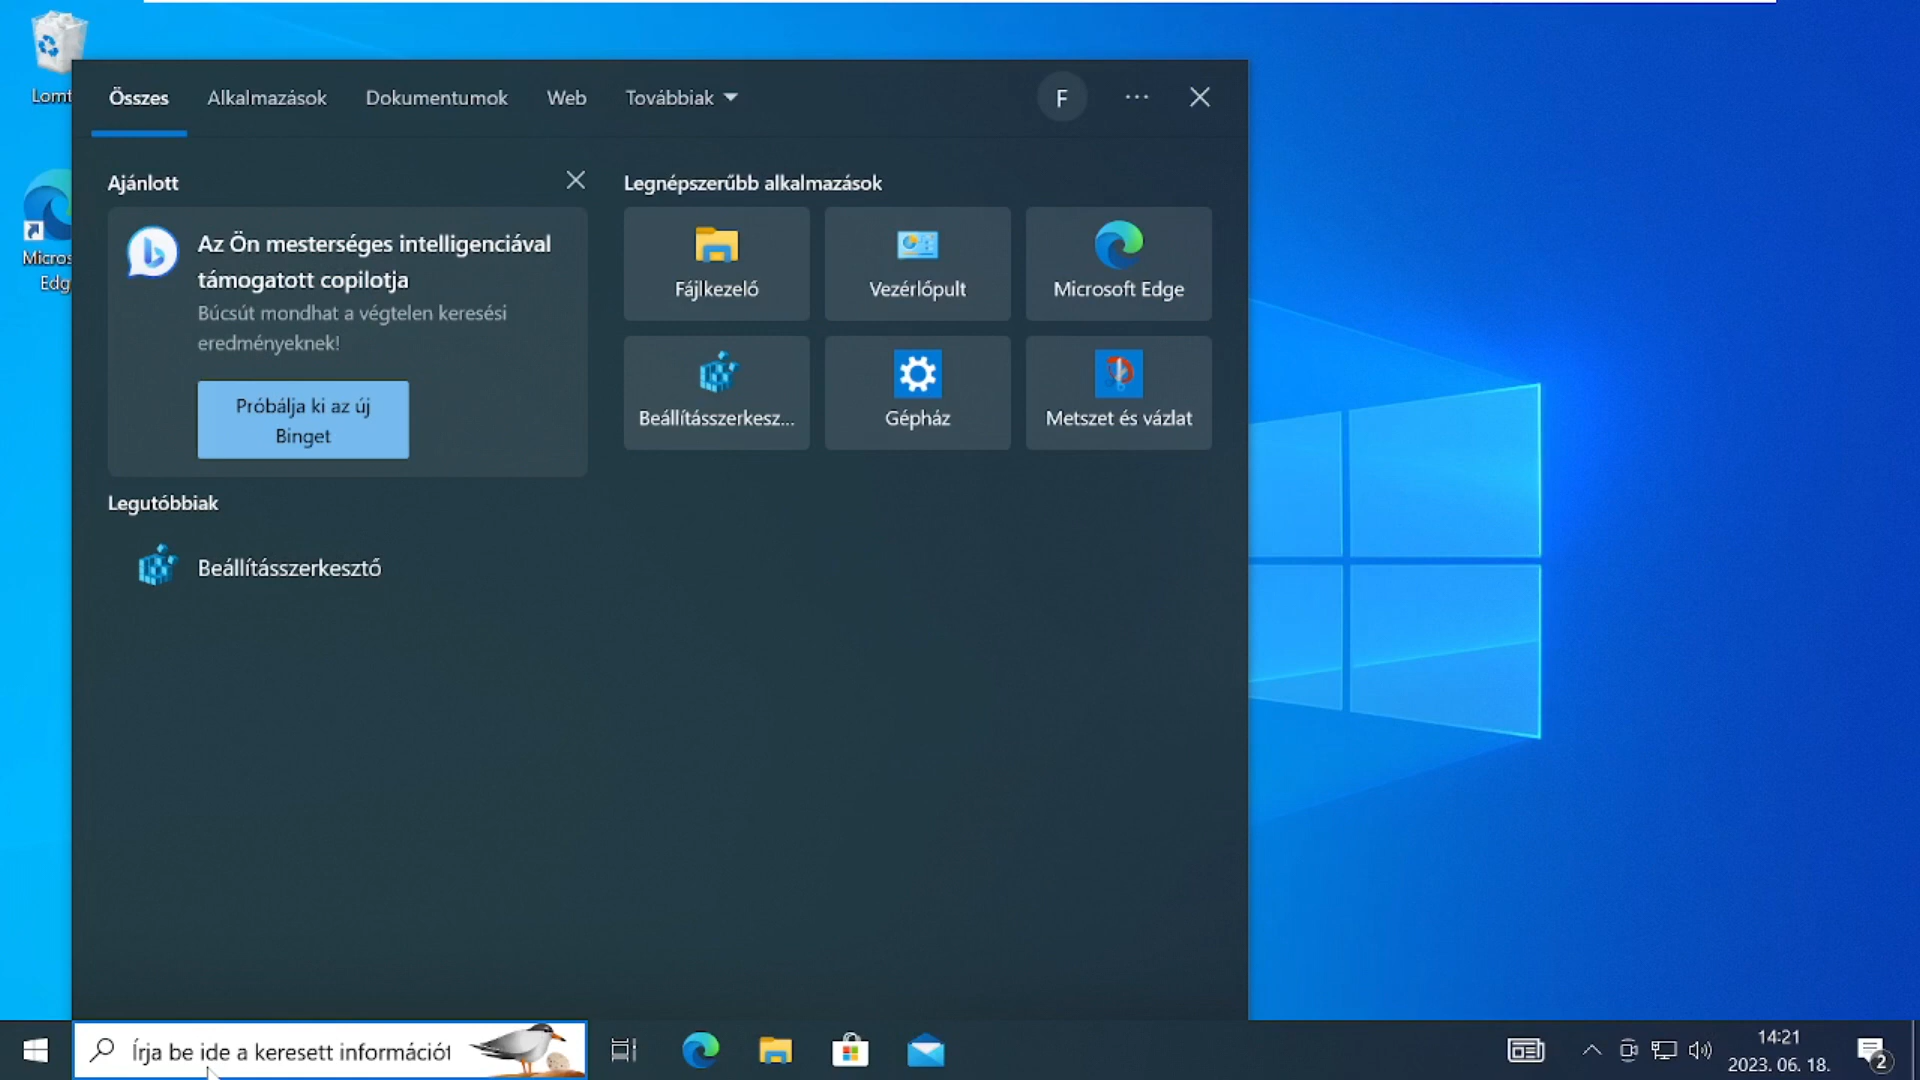 Lomt
Micros
Edg
Összes
Alkalmazások
Dokumentumok
Web
Továbbiak
F
Ajánlott
Az Ön mesterséges intelligenciával
támogatott copilotja
Búcsút mondhat a végtelen keresési
eredményeknek!
Próbálja ki az új
Binget
Legutóbbiak
Beállításszerkesztő
Legnépszerűbb alkalmazások
Fájlkezelő
Vezérlőpult
Microsoft Edge
Beállításszerkesz...
Gépház
Metszet és vázlat
Írja be ide a keresett információt
14:21
2023. 06. 18.
2